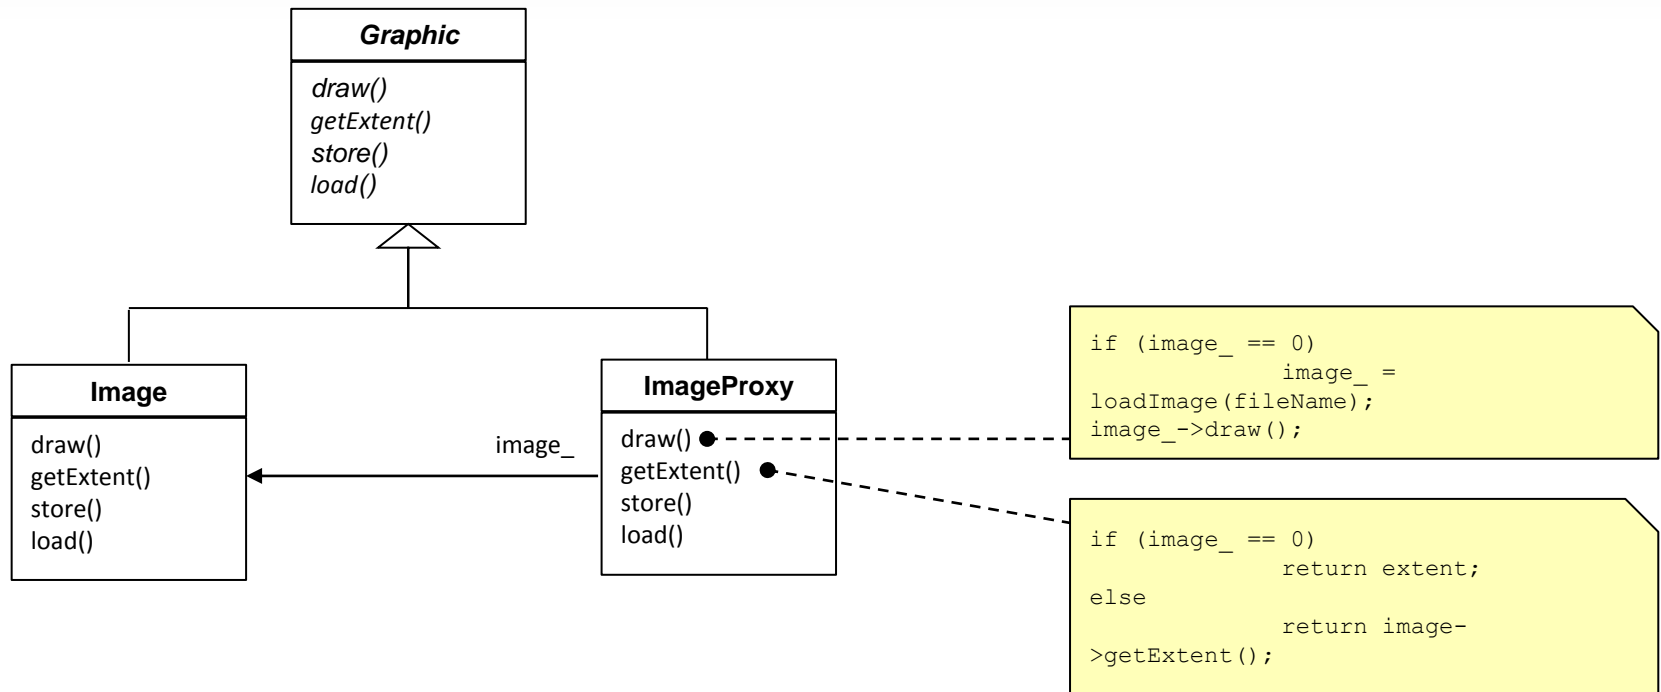 Graphic
draw()
getExtent()
store()
load()
Image
draw()
getExtent()
store()
load()
image_
ImageProxy
draw()
getExtent()
store()
load()
if (image_ == 0)
image_ =
loadImage(fileName);
image_->draw();
if (image_ == 0)
return extent;
else
return image-
>getExtent();